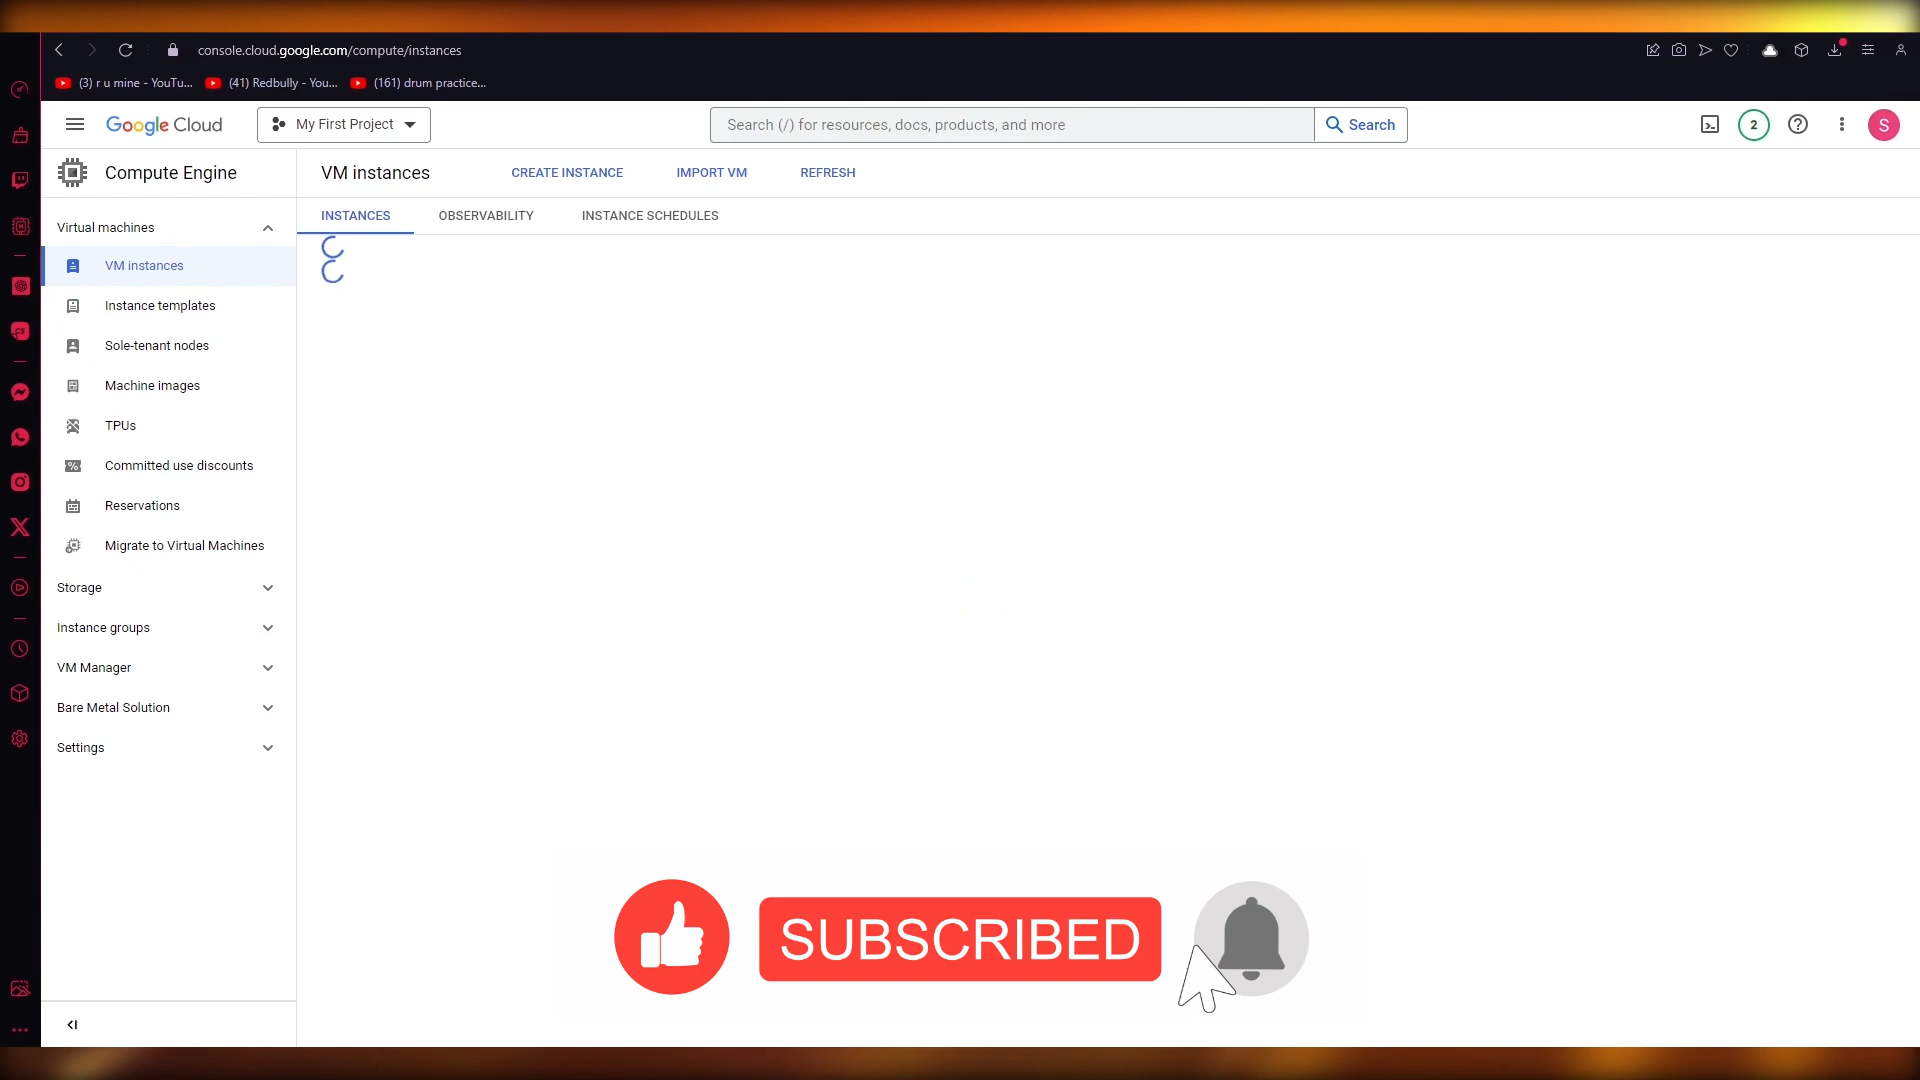 console.cloud.google.com/compute/instances
(3) r u mine - YouTu... (41) Redbully - You... (161) drum practice...
Google Cloud My First Project Search (/) for resources, docs, products, and more Search 2 S
Compute Engine VM instances CREATE INSTANCE IMPORT VM REFRESH
INSTANCES OBSERVABILITY INSTANCE SCHEDULES
Virtual machines
VM instances
Instance templates
Sole-tenant nodes
Machine images
TPUs
Committed use discounts
Reservations
Migrate to Virtual Machines
Storage
Instance groups
VM Manager
Bare Metal Solution
Settings
SUBSCRIBED